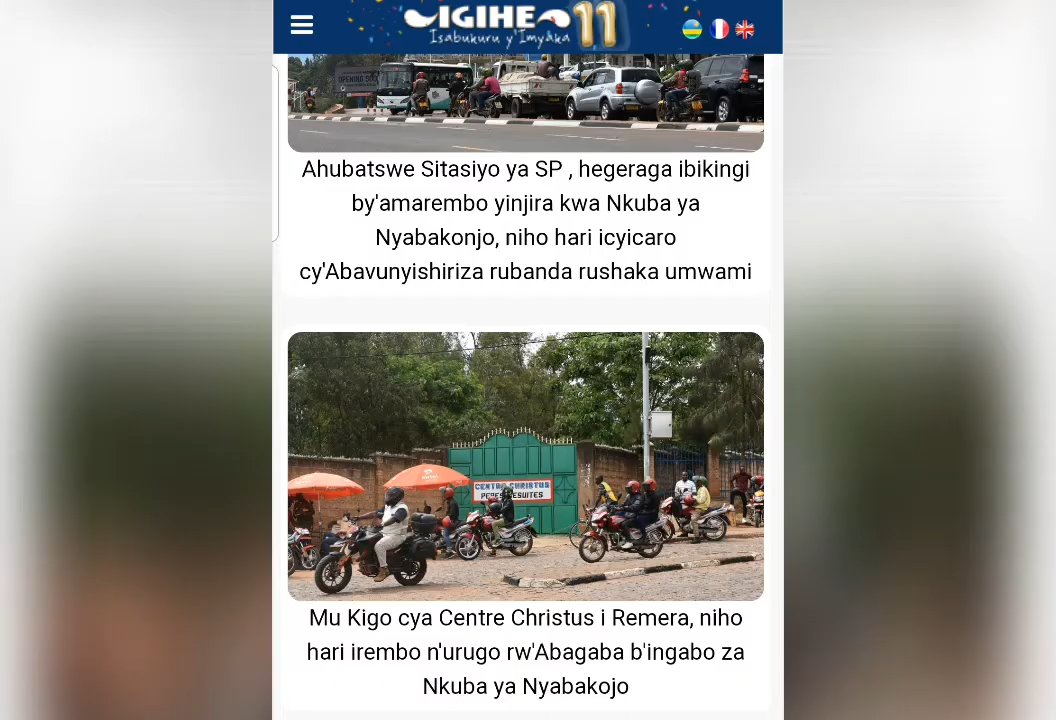 IGIHE 11
Isabukuru y'Imyaka
OPENING SOON
Ahubatswe Sitasiyo ya SP , hegeraga ibikingi
by'amarembo yinjira kwa Nkuba ya
Nyabakonjo, niho hari icyicaro
cy'Abavunyishiriza rubanda rushaka umwami
CENTRE CHRISTUS
PERES JESUITES
Mu Kigo cya Centre Christus i Remera, niho
hari irembo n'urugo rw'Abagaba b'ingabo za
Nkuba ya Nyabakojo